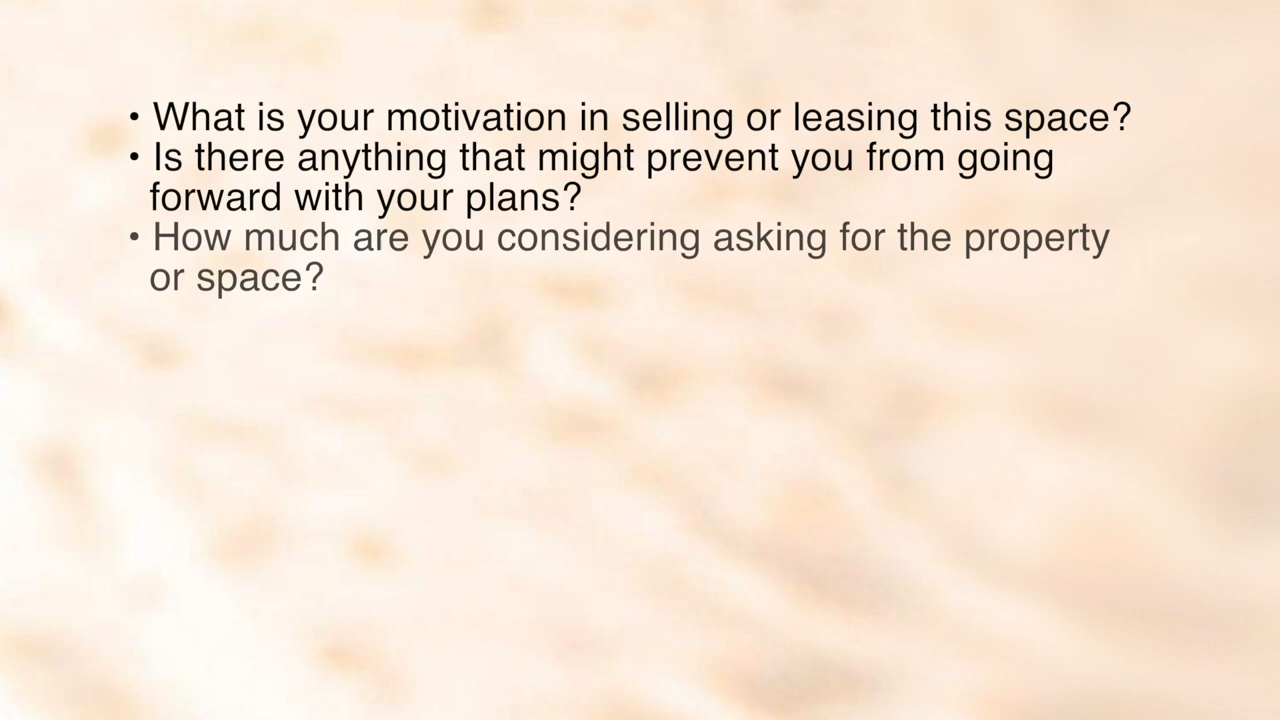 • What is your motivation in selling or leasing this space?
• Is there anything that might prevent you from going
forward with your plans?
• How much are you considering asking for the property
or space?